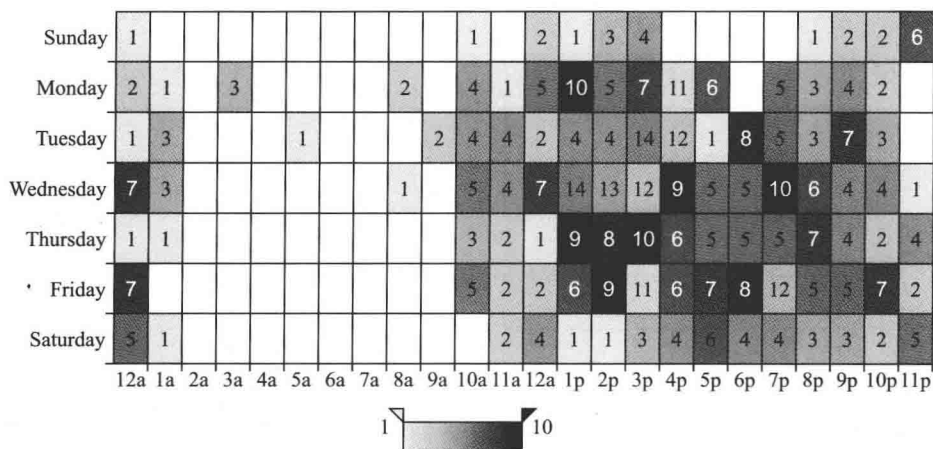 Sunday 1 1 2 1 3 4 1 2 2 6
Monday 2 1 3 2 4 1 5 10 5 7 11 6 5 3 4 2
Tuesday 1 3 1 2 4 4 2 4 4 14 12 1 8 5 3 7 3
Wednesday 7 3 1 5 4 7 14 13 12 9 5 5 10 6 4 4 1
Thursday 1 1 3 2 1 9 8 10 6 5 5 5 7 4 2 4
Friday 7 5 2 2 6 9 11 6 7 8 12 5 5 7 2
Saturday 5 1 2 4 1 1 3 4 6 4 4 3 3 2 5
12a 1a 2a 3a 4a 5a 6a 7a 8a 9a 10a 11a 12a 1p 2p 3p 4p 5p 6p 7p 8p 9p 10p 11p
1 10